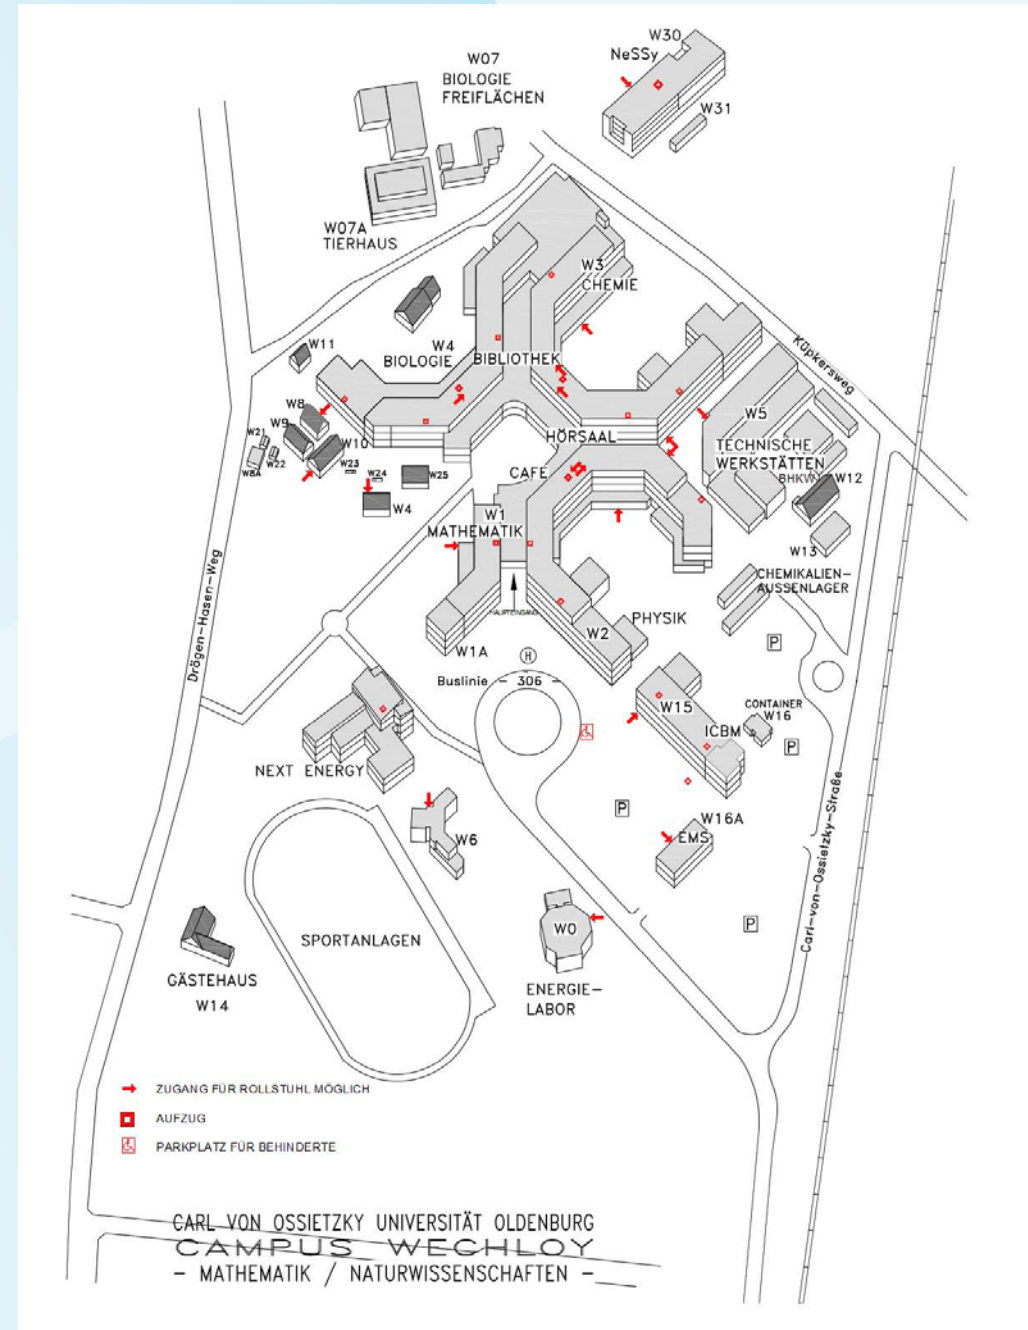 W30
NeSSy
W07
BIOLOGIE
FREIFLÄCHEN
W31
W07A
TIERHAUS
W3
CHEMIE
W11
W4
BIOLOGIE
BIBLIOTHEK
Küpkersweg
W8
W9
W10
W21
W22
W8A
W23
W24
W25
W4
HÖRSAAL
W5
TECHNISCHE
WERKSTÄTTEN
BHKW
W12
CAFE
W1
MATHEMATIK
W13
CHEMIKALIEN-
AUSSENLAGER
Drögen-Hasen-Weg
HAUPTEINGANG
W2
PHYSIK
W1A
P
H
Buslinie - 306 -
W15
CONTAINER
W16
ICBM
P
NEXT ENERGY
P
W16A
EMS
W6
Carl-von-Ossietzky-Straße
P
W0
SPORTANLAGEN
GÄSTEHAUS
W14
ENERGIE-
LABOR
ZUGANG FÜR ROLLSTUHL MÖGLICH
AUFZUG
PARKPLATZ FÜR BEHINDERTE
CARL VON OSSIETZKY UNIVERSITÄT OLDENBURG
CAMPUS WECHLOY
- MATHEMATIK / NATURWISSENSCHAFTEN -